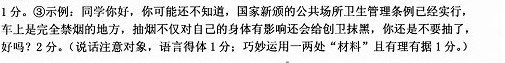 1分。③示例：同学你好，你可能还不知道，国家新颁的公共场所卫生管理条例已经实行，
车上是完全禁烟的地方，抽烟不仅对自己的身体有影响还会给创卫抹黑，你还是不要抽了，
好吗？2分。（说话注意对象，语言得体1分；巧妙运用一两处“材料”且有理有据1分。）